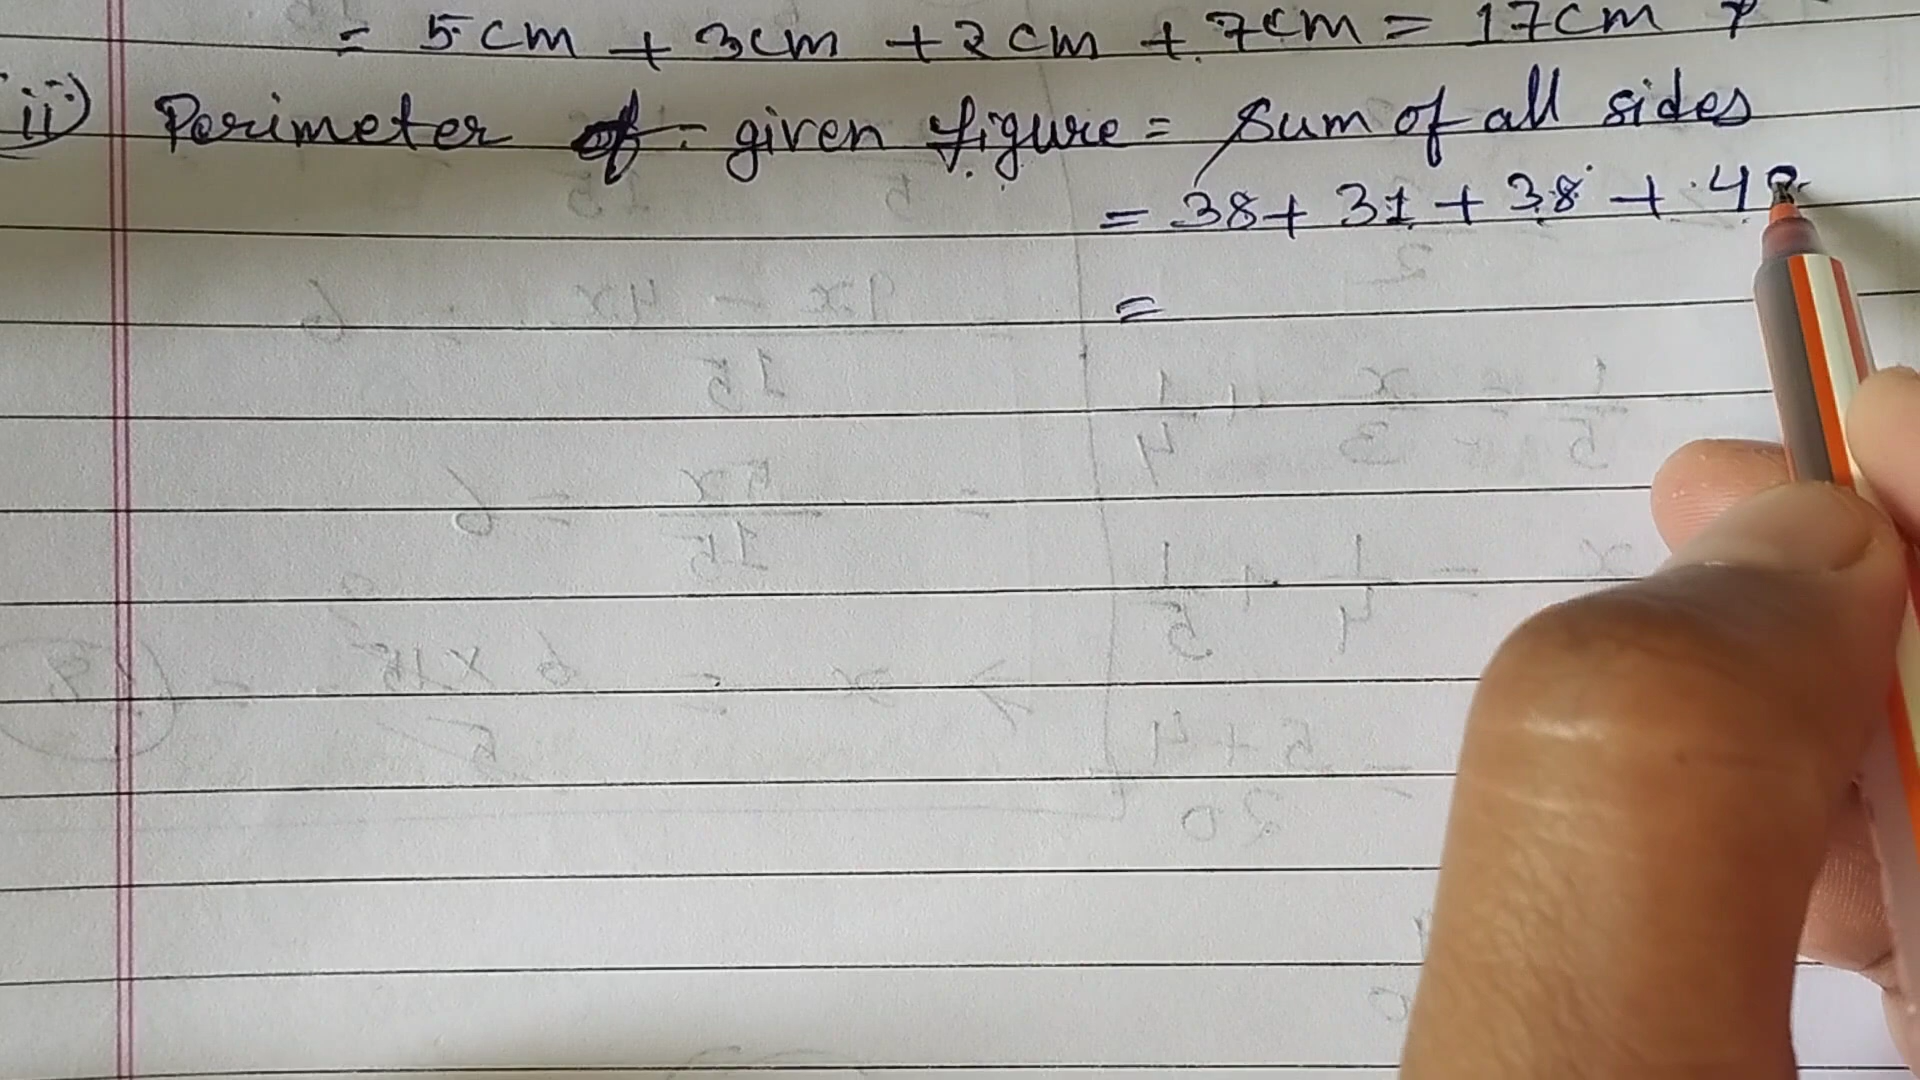 = 5cm + 3cm + 2cm + 7cm = 17cm
ii) Perimeter of given figure = Sum of all sides
= 38 + 31 + 38 + 4
=